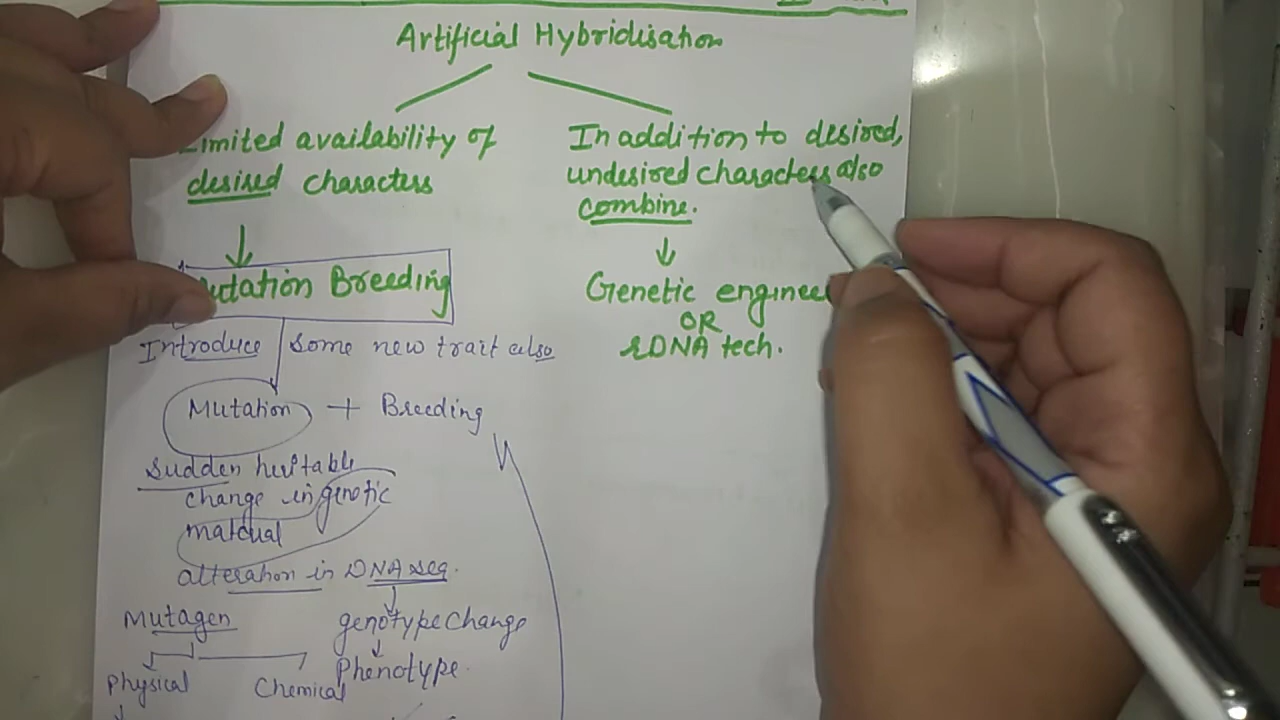 Artificial Hybridisation
Limited availability of
desired characters
In addition to desired,
undesired characters also
combine.
Mutation Breeding
Genetic enginee
OR
rDNA tech.
Introduce some new trait also
Mutation + Breeding
Sudden heritable
change in genetic
material
alteration in DNA seq.
Mutagen
genotype Change
Phenotype.
Physical
Chemical